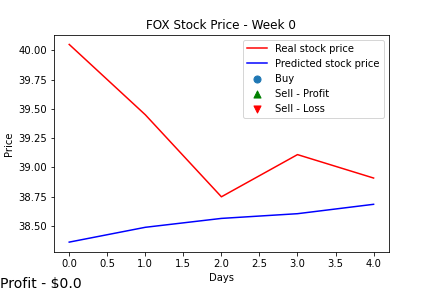 FOX Stock Price - Week 0
Real stock price
Predicted stock price
Buy
Sell - Profit
Sell - Loss
Price
40.00
39.75
39.50
39.25
39.00
38.75
38.50
0.0 0.5 1.0 1.5 2.0 2.5 3.0 3.5 4.0
Days
Profit - $0.0